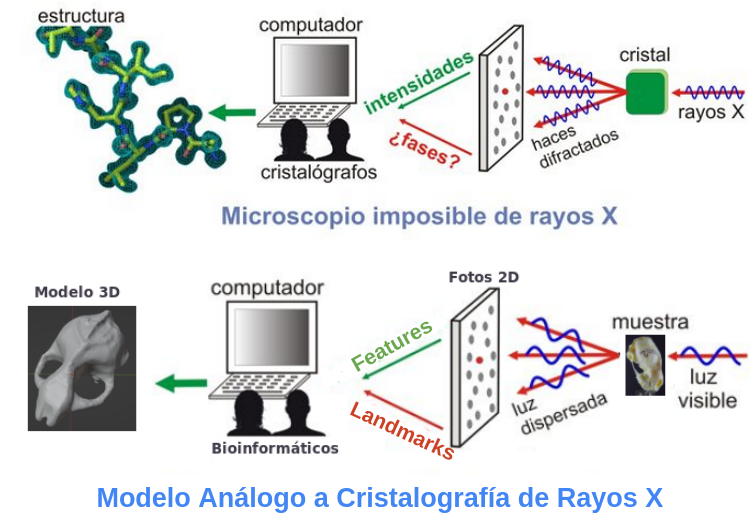 estructura
computador
intensidades
¿fases?
cristalógrafos
haces
difractados
cristal
rayos X
Microscopio imposible de rayos X
Modelo 3D
computador
Features
Landmarks
Bioinformáticos
Fotos 2D
luz
dispersada
muestra
luz
visible
Modelo Análogo a Cristalografía de Rayos X